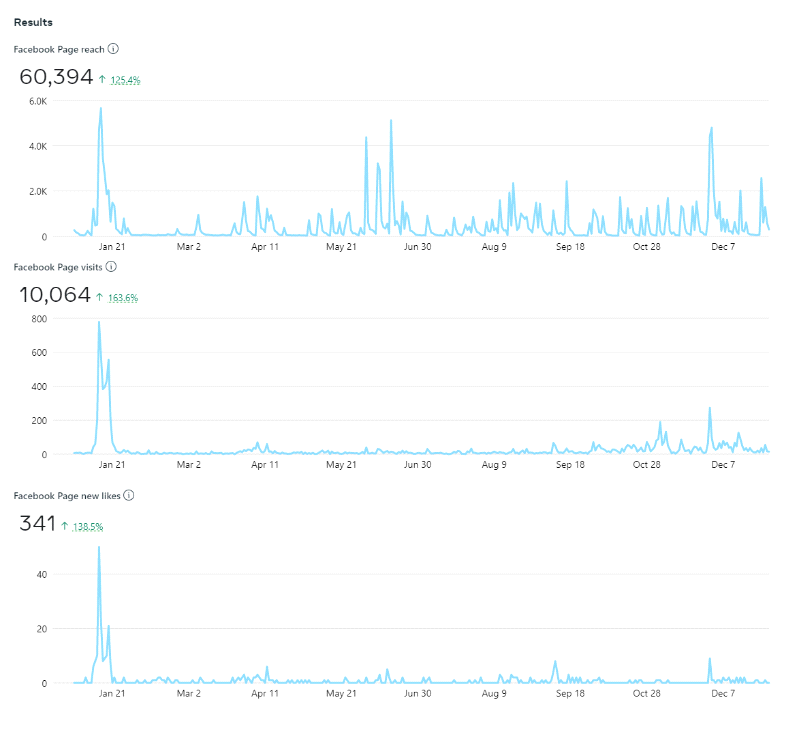 Results
Facebook Page reach ⓘ
60,394 ↑ 125.4%
6.0K
4.0K
2.0K
0
Jan 21 Mar 2 Apr 11 May 21 Jun 30 Aug 9 Sep 18 Oct 28 Dec 7
Facebook Page visits ⓘ
10,064 ↑ 163.6%
800
600
400
200
0
Jan 21 Mar 2 Apr 11 May 21 Jun 30 Aug 9 Sep 18 Oct 28 Dec 7
Facebook Page new likes ⓘ
341 ↑ 138.5%
40
20
0
Jan 21 Mar 2 Apr 11 May 21 Jun 30 Aug 9 Sep 18 Oct 28 Dec 7